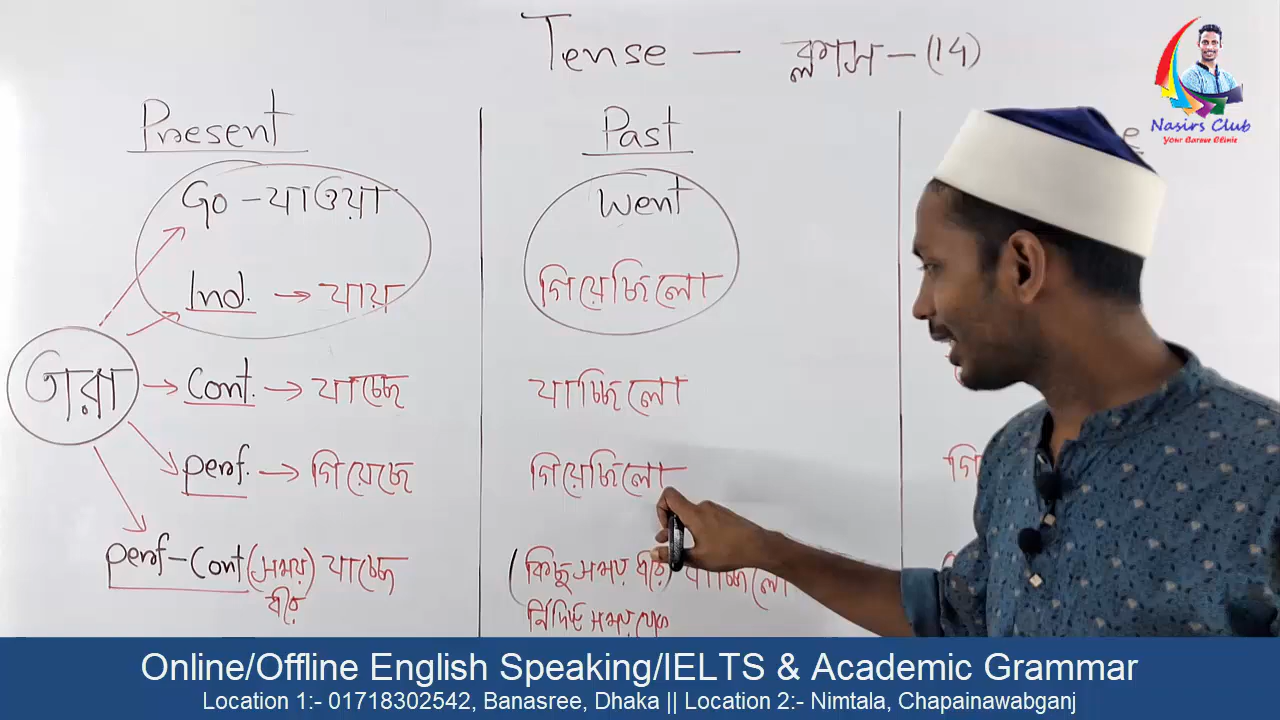 Tense — ক্লাস - (14)
Nasirs Club
Your Career Clinic
Present
Past
Go - যাওয়া
Went
Ind. → যায়
গিয়েছিলো
তারা
Cont. → যাচ্ছে
যাচ্ছিলো
perf. → গিয়েছে
গিয়েছিলো
গি
perf-Cont (সময়) যাচ্ছে
ধরে
(কিছু সময় ধরে) যাচ্ছিলো
নির্দিষ্ট সময় থেকে
Online/Offline English Speaking/IELTS & Academic Grammar
Location 1:- 01718302542, Banasree, Dhaka || Location 2:- Nimtala, Chapainawabganj